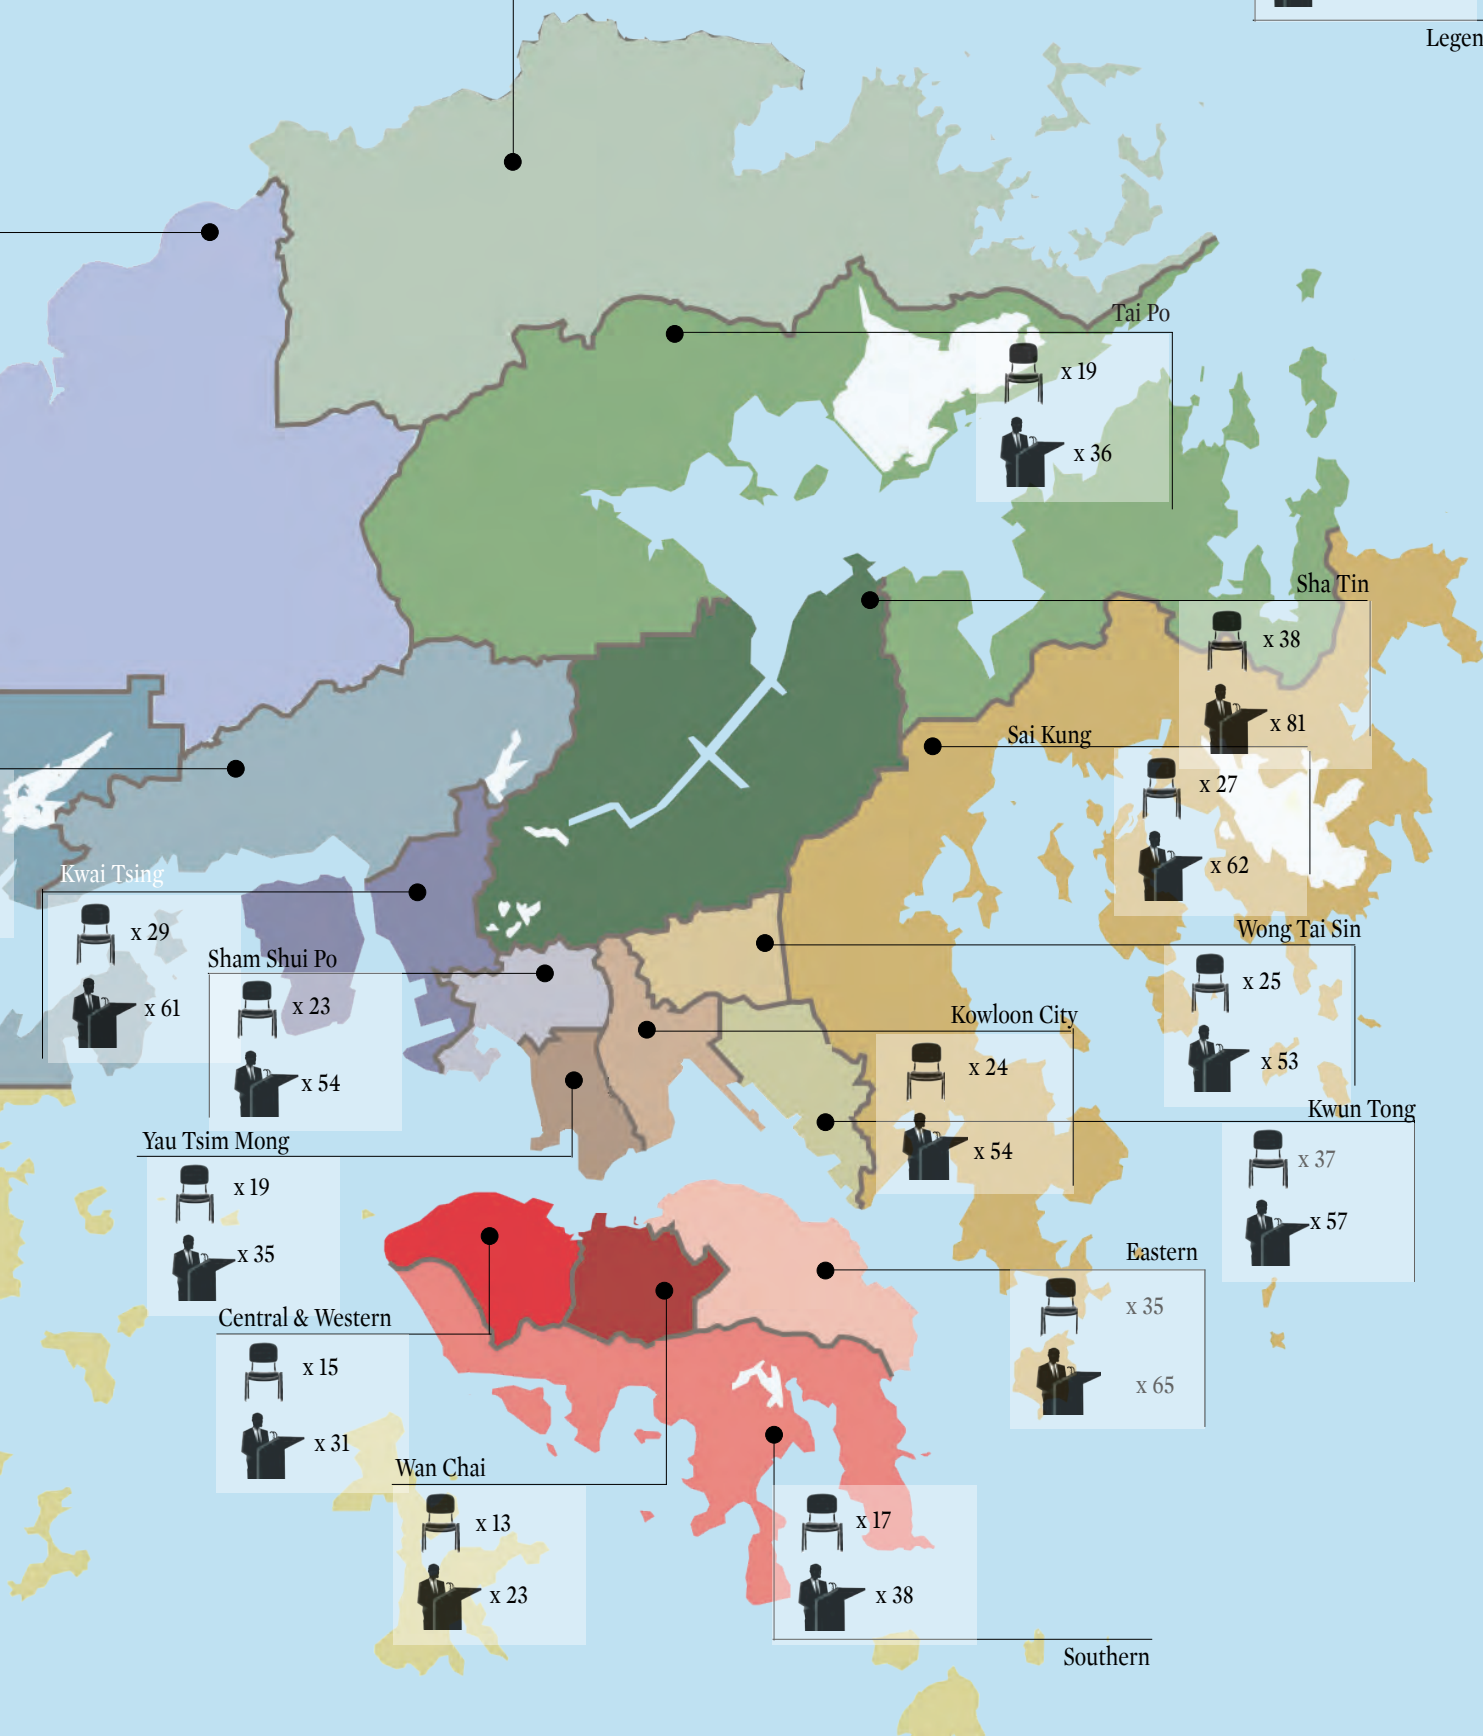 Legen
Tai Po
x 19
x 36
Sha Tin
x 38
x 81
Sai Kung
x 27
x 62
Kwai Tsing
x 29
x 61
Sham Shui Po
x 23
x 54
Wong Tai Sin
x 25
x 53
Kowloon City
x 24
x 54
Kwun Tong
x 37
x 57
Yau Tsim Mong
x 19
x 35
Eastern
x 35
x 65
Central & Western
x 15
x 31
Wan Chai
x 13
x 23
x 17
x 38
Southern